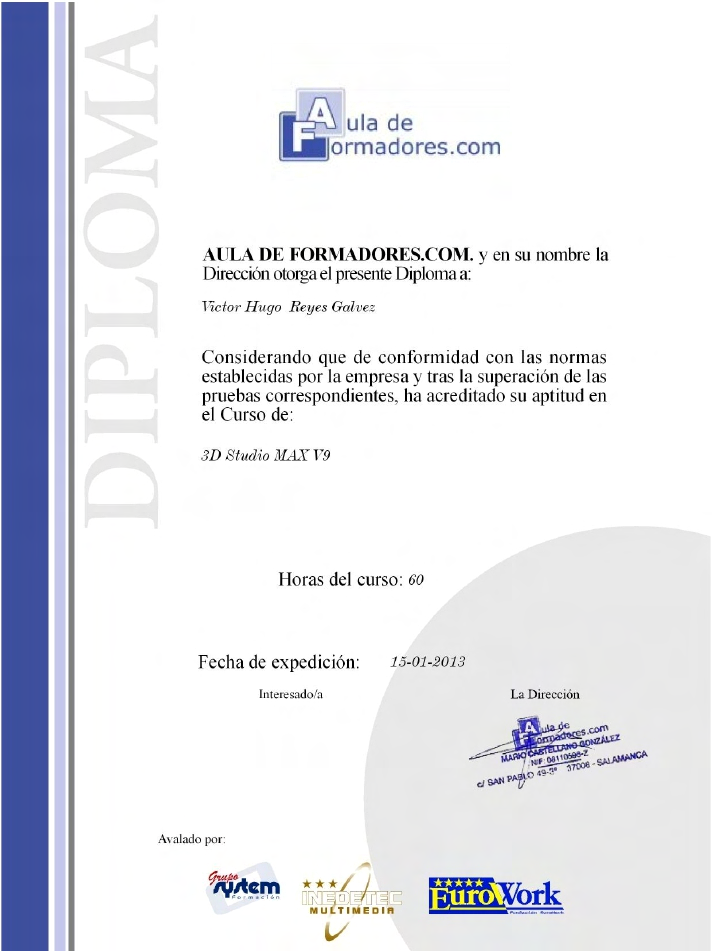 DIPLOMA
Aula de
Formadores.com
AULA DE FORMADORES.COM. y en su nombre la
Dirección otorga el presente Diploma a:
Victor Hugo Reyes Galvez
Considerando que de conformidad con las normas
establecidas por la empresa y tras la superación de las
pruebas correspondientes, ha acreditado su aptitud en
el Curso de:
3D Studio MAX V9
Horas del curso: 60
Fecha de expedición: 15-01-2013
Interesado/a
La Dirección
Aula de
Formadores.com
MARIO CASTELLANO GONZÁLEZ
NIF: 08110595-Z
c/ SAN PABLO 49-3º 37008 - SALAMANCA
Avalado por:
Grupo
system
Formación
INEDETEC
MULTIMEDIA
EuroWork
Fundación EuroWork